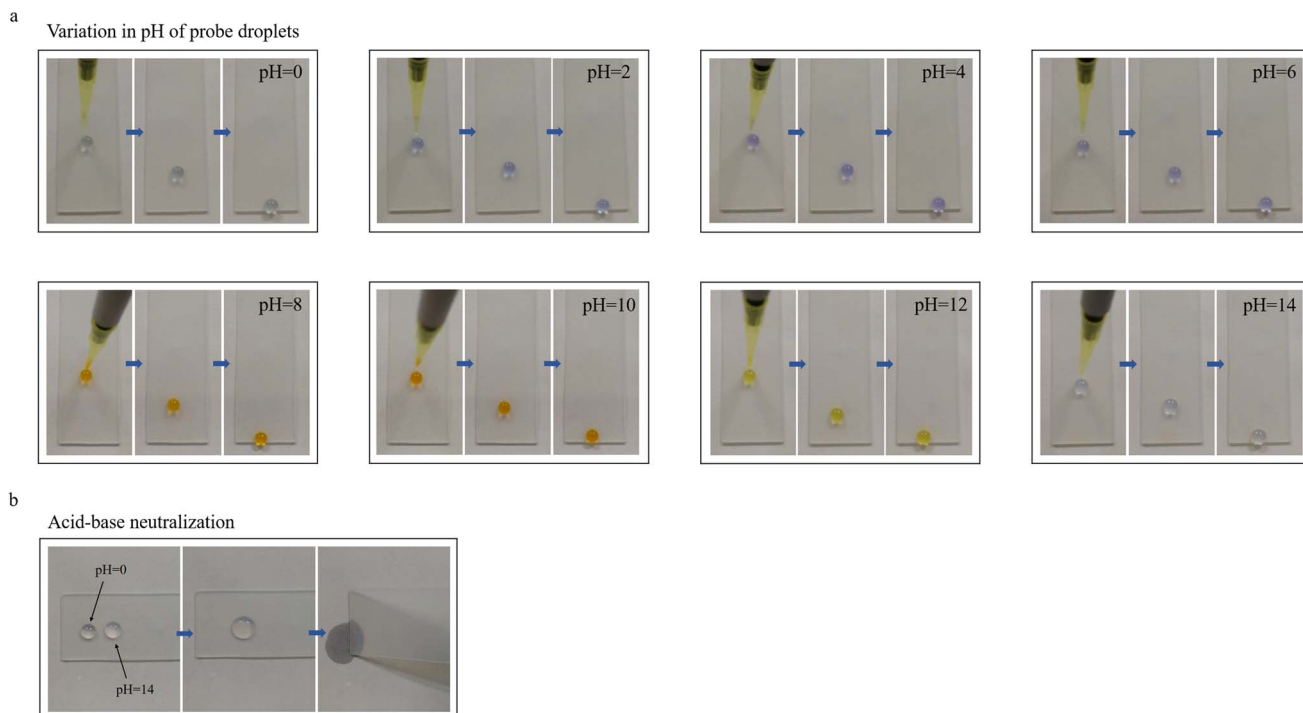 a
Variation in pH of probe droplets
pH=0
pH=2
pH=4
pH=6
pH=8
pH=10
pH=12
pH=14
b
Acid-base neutralization
pH=0
pH=14